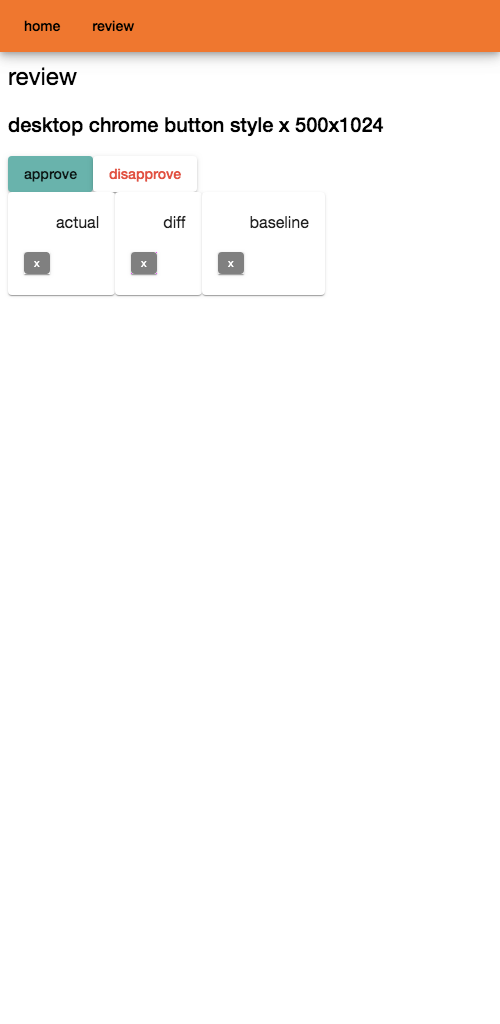 home review
review
desktop chrome button style x 500x1024
approve disapprove
actual diff baseline
x x x